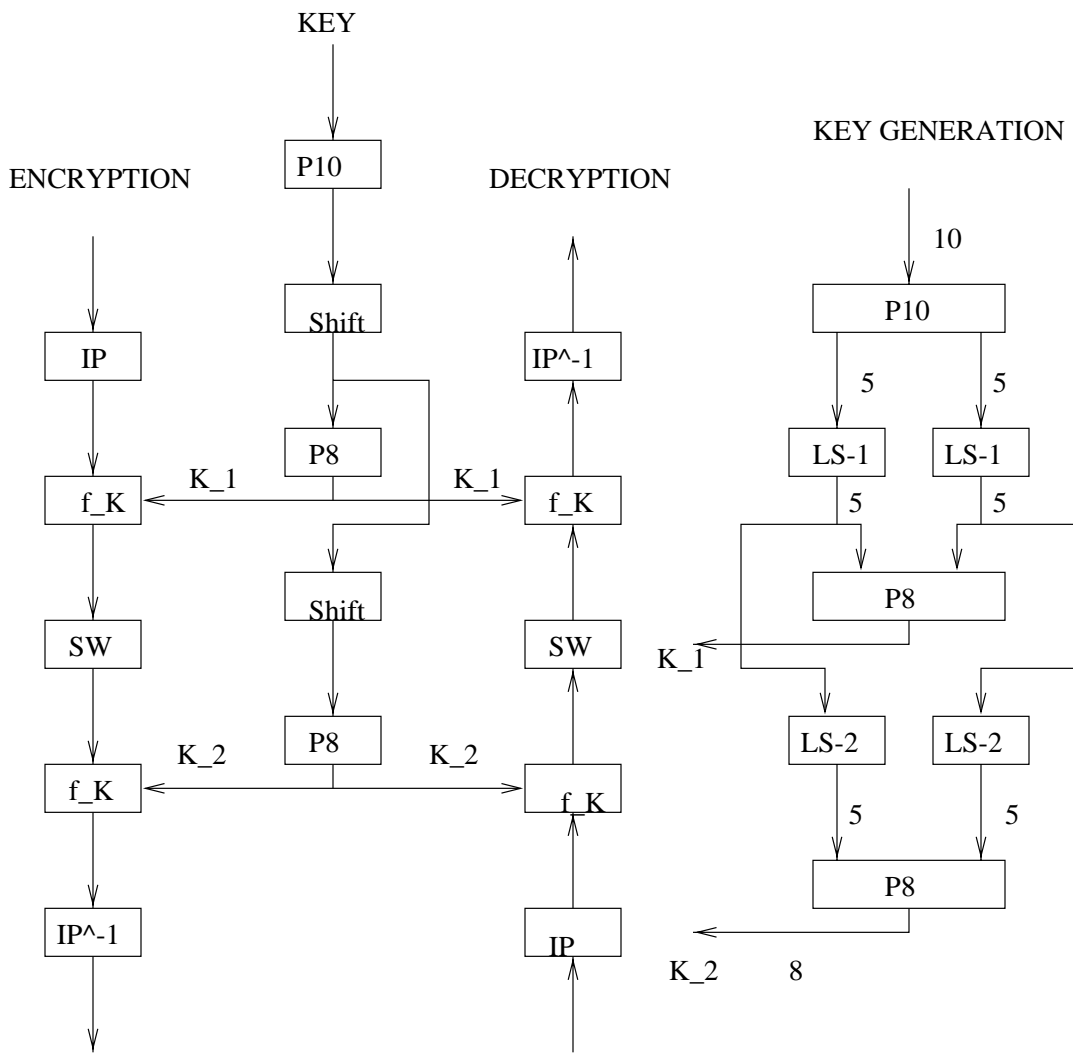 KEY
KEY GENERATION
P10
ENCRYPTION
DECRYPTION
10
Shift
P10
IP
IP^-1
5
5
P8
LS-1
LS-1
K_1
K_1
f_K
f_K
5
5
Shift
P8
SW
SW
K_1
P8
LS-2
LS-2
K_2
K_2
f_K
f_K
5
5
P8
IP^-1
IP
K_2
8